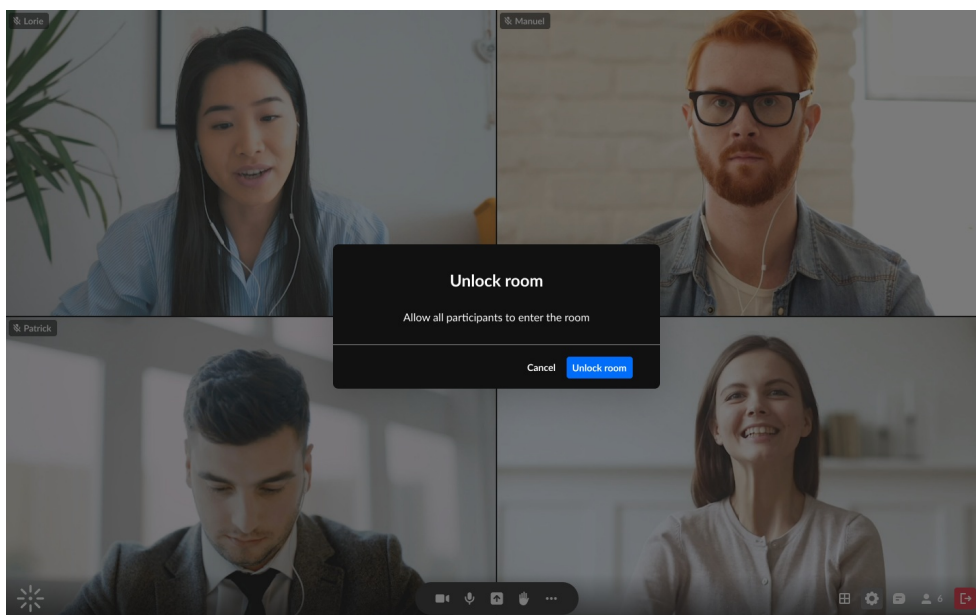 Lorie
Manuel
Unlock room
Allow all participants to enter the room
Cancel
Unlock room
Patrick
6